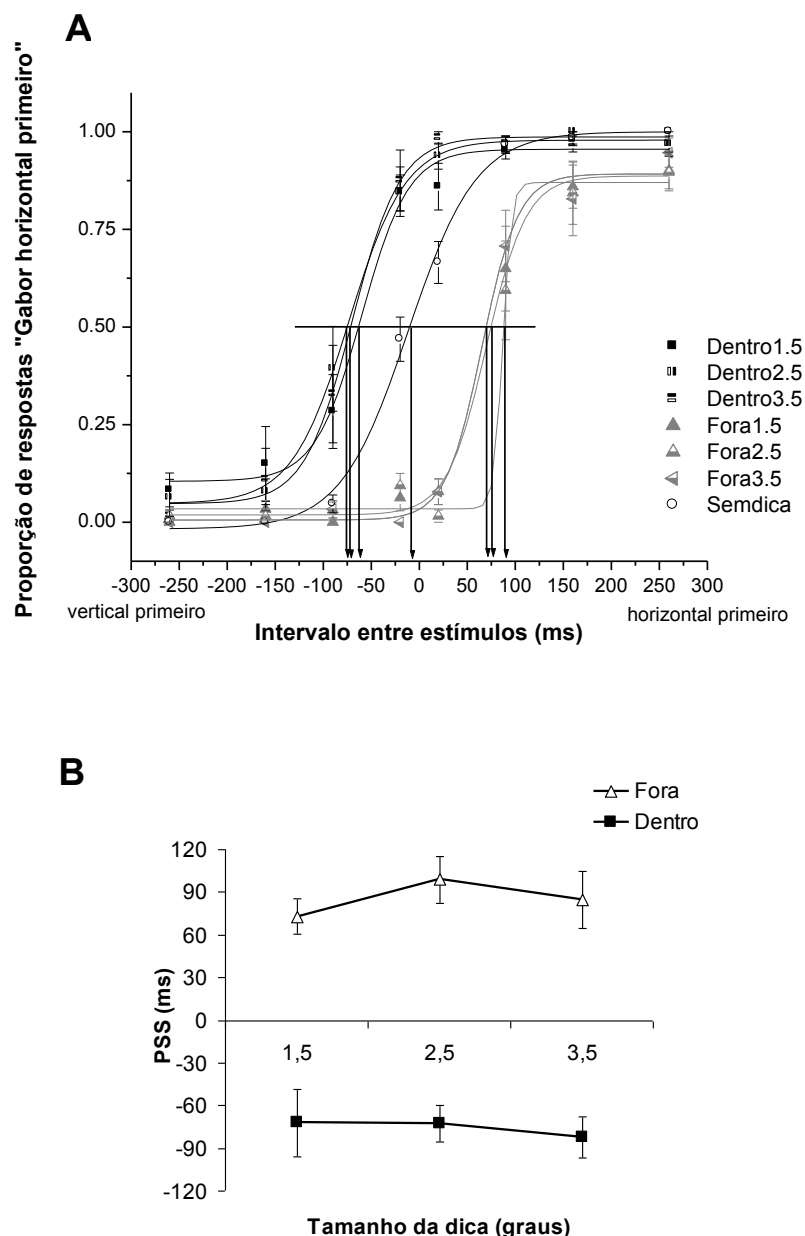 A
Proporção de respostas "Gabor horizontal primeiro"
1.00
0.75
0.50
0.25
0.00
Dentro1.5
Dentro2.5
Dentro3.5
Fora1.5
Fora2.5
Fora3.5
Semdica
-300 -250 -200 -150 -100 -50 0 50 100 150 200 250 300
vertical primeiro
horizontal primeiro
Intervalo entre estímulos (ms)
B
Fora
Dentro
PSS (ms)
120
90
60
30
0
-30
-60
-90
-120
1,5 2,5 3,5
Tamanho da dica (graus)